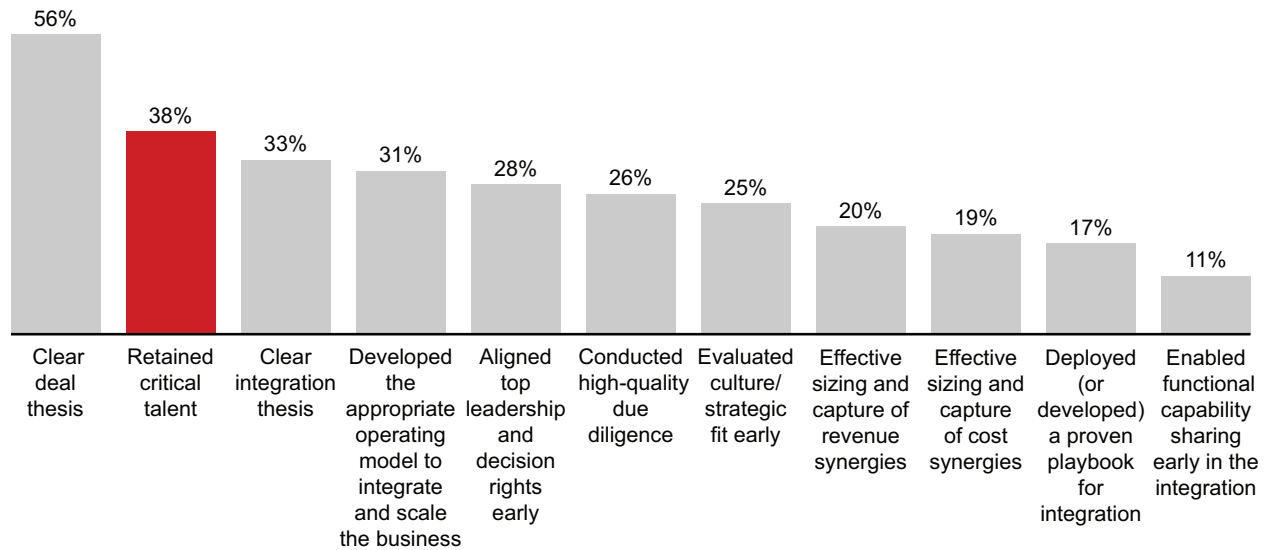 56%
38%
33%
31%
28%
26%
25%
20%
19%
17%
11%
Clear
deal
thesis
Retained
critical
talent
Clear
integration
thesis
Developed
the
appropriate
operating
model to
integrate
and scale
the business
Aligned
top
leadership
and
decision
rights
early
Conducted
high-quality
due
diligence
Evaluated
culture/
strategic
fit early
Effective
sizing and
capture of
revenue
synergies
Effective
sizing and
capture
of cost
synergies
Deployed
(or
developed)
a proven
playbook
for
integration
Enabled
functional
capability
sharing
early in the
integration